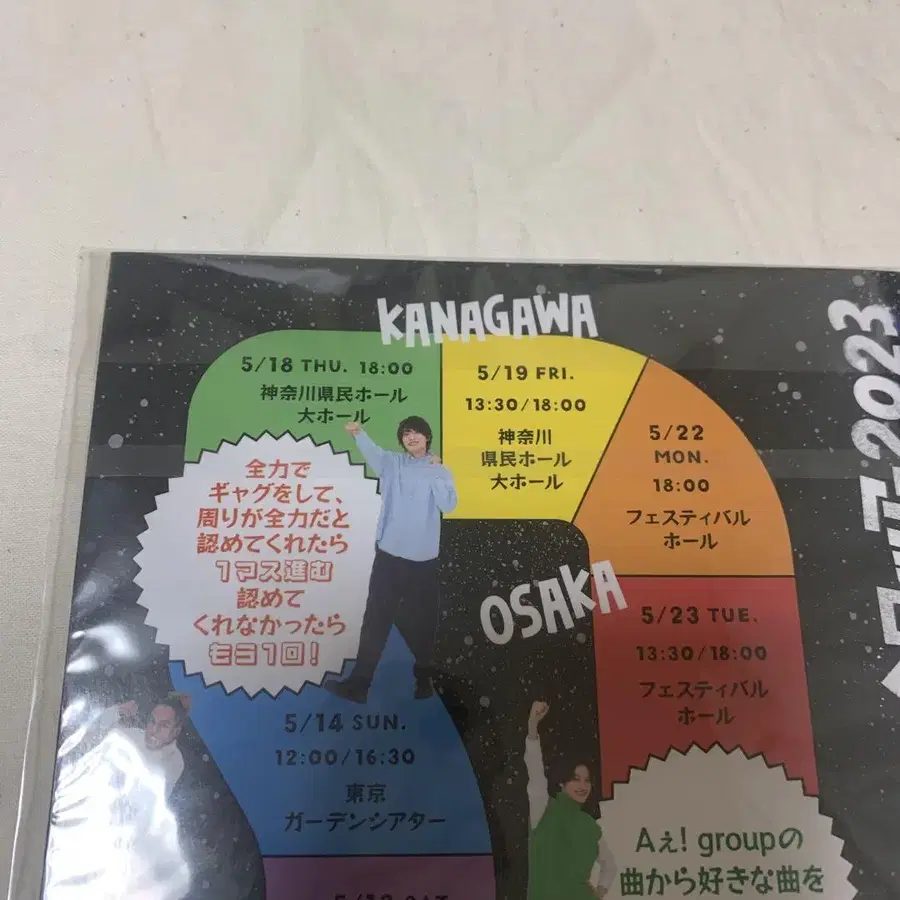 KANAGAWA
5/18 THU. 18:00
神奈川県民ホール
大ホール
5/19 FRI.
13:30/18:00
神奈川
県民ホール
大ホール
5/22
MON.
18:00
フェスティバル
ホール
全力で
ギャグをして、
周りが全力だと
認めてくれたら
1マス進む
認めて
くれなかったら
もう1回!
OSAKA
5/23 TUE.
13:30/18:00
フェスティバル
ホール
5/14 SUN.
12:00/16:30
東京
ガーデンシアター
Aぇ! groupの
曲から好きな曲を
2023